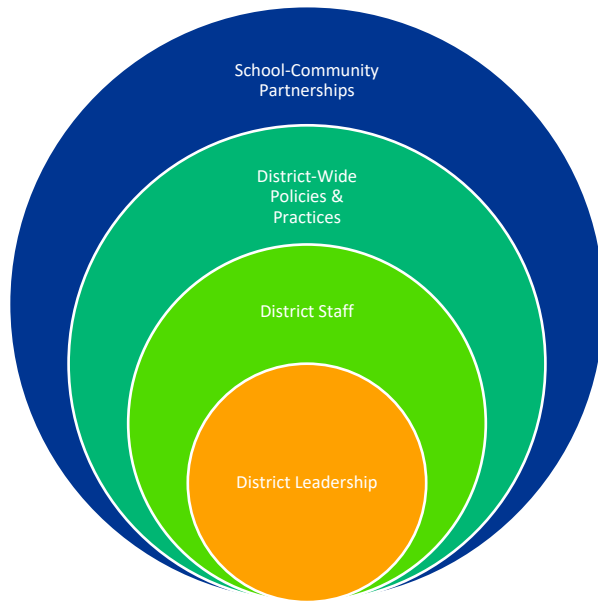 School-Community
Partnerships
District-Wide
Policies &
Practices
District Staff
District Leadership